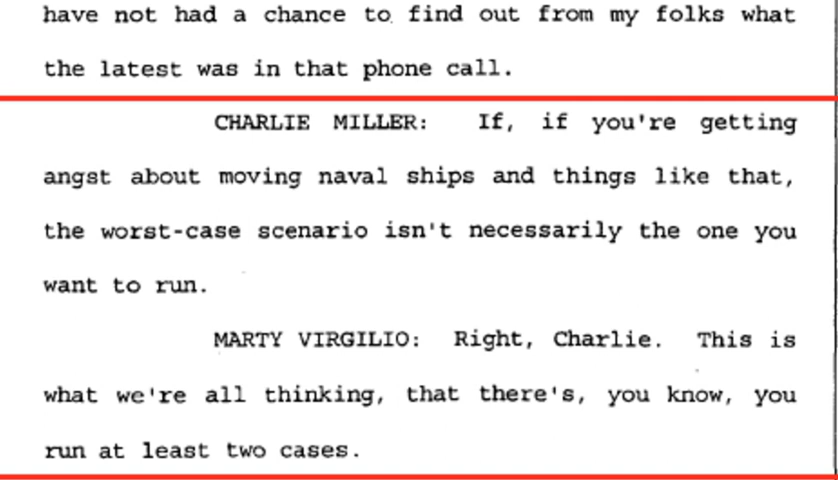 have not had a chance to find out from my folks what
the latest was in that phone call.
CHARLIE MILLER: If, if you're getting
angst about moving naval ships and things like that,
the worst-case scenario isn't necessarily the one you
want to run.
MARTY VIRGILIO: Right, Charlie. This is
what we're all thinking, that there's, you know, you
run at least two cases.